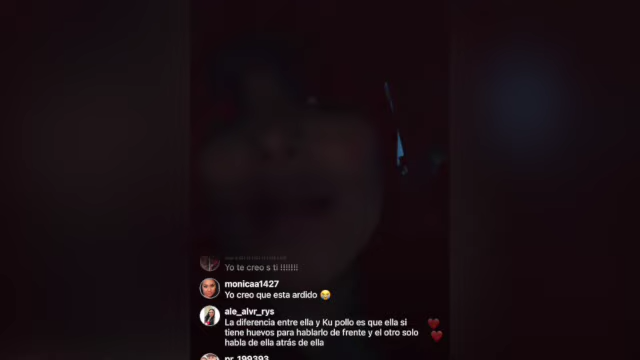 Yo te creo s ti !!!!!!!
monicaa1427
Yo creo que esta ardido 😂
ale_alvr_rys
La diferencia entre ella y Ku pollo es que ella si
tiene huevos para hablarlo de frente y el otro solo
habla de ella atrás de ella
pr_199393